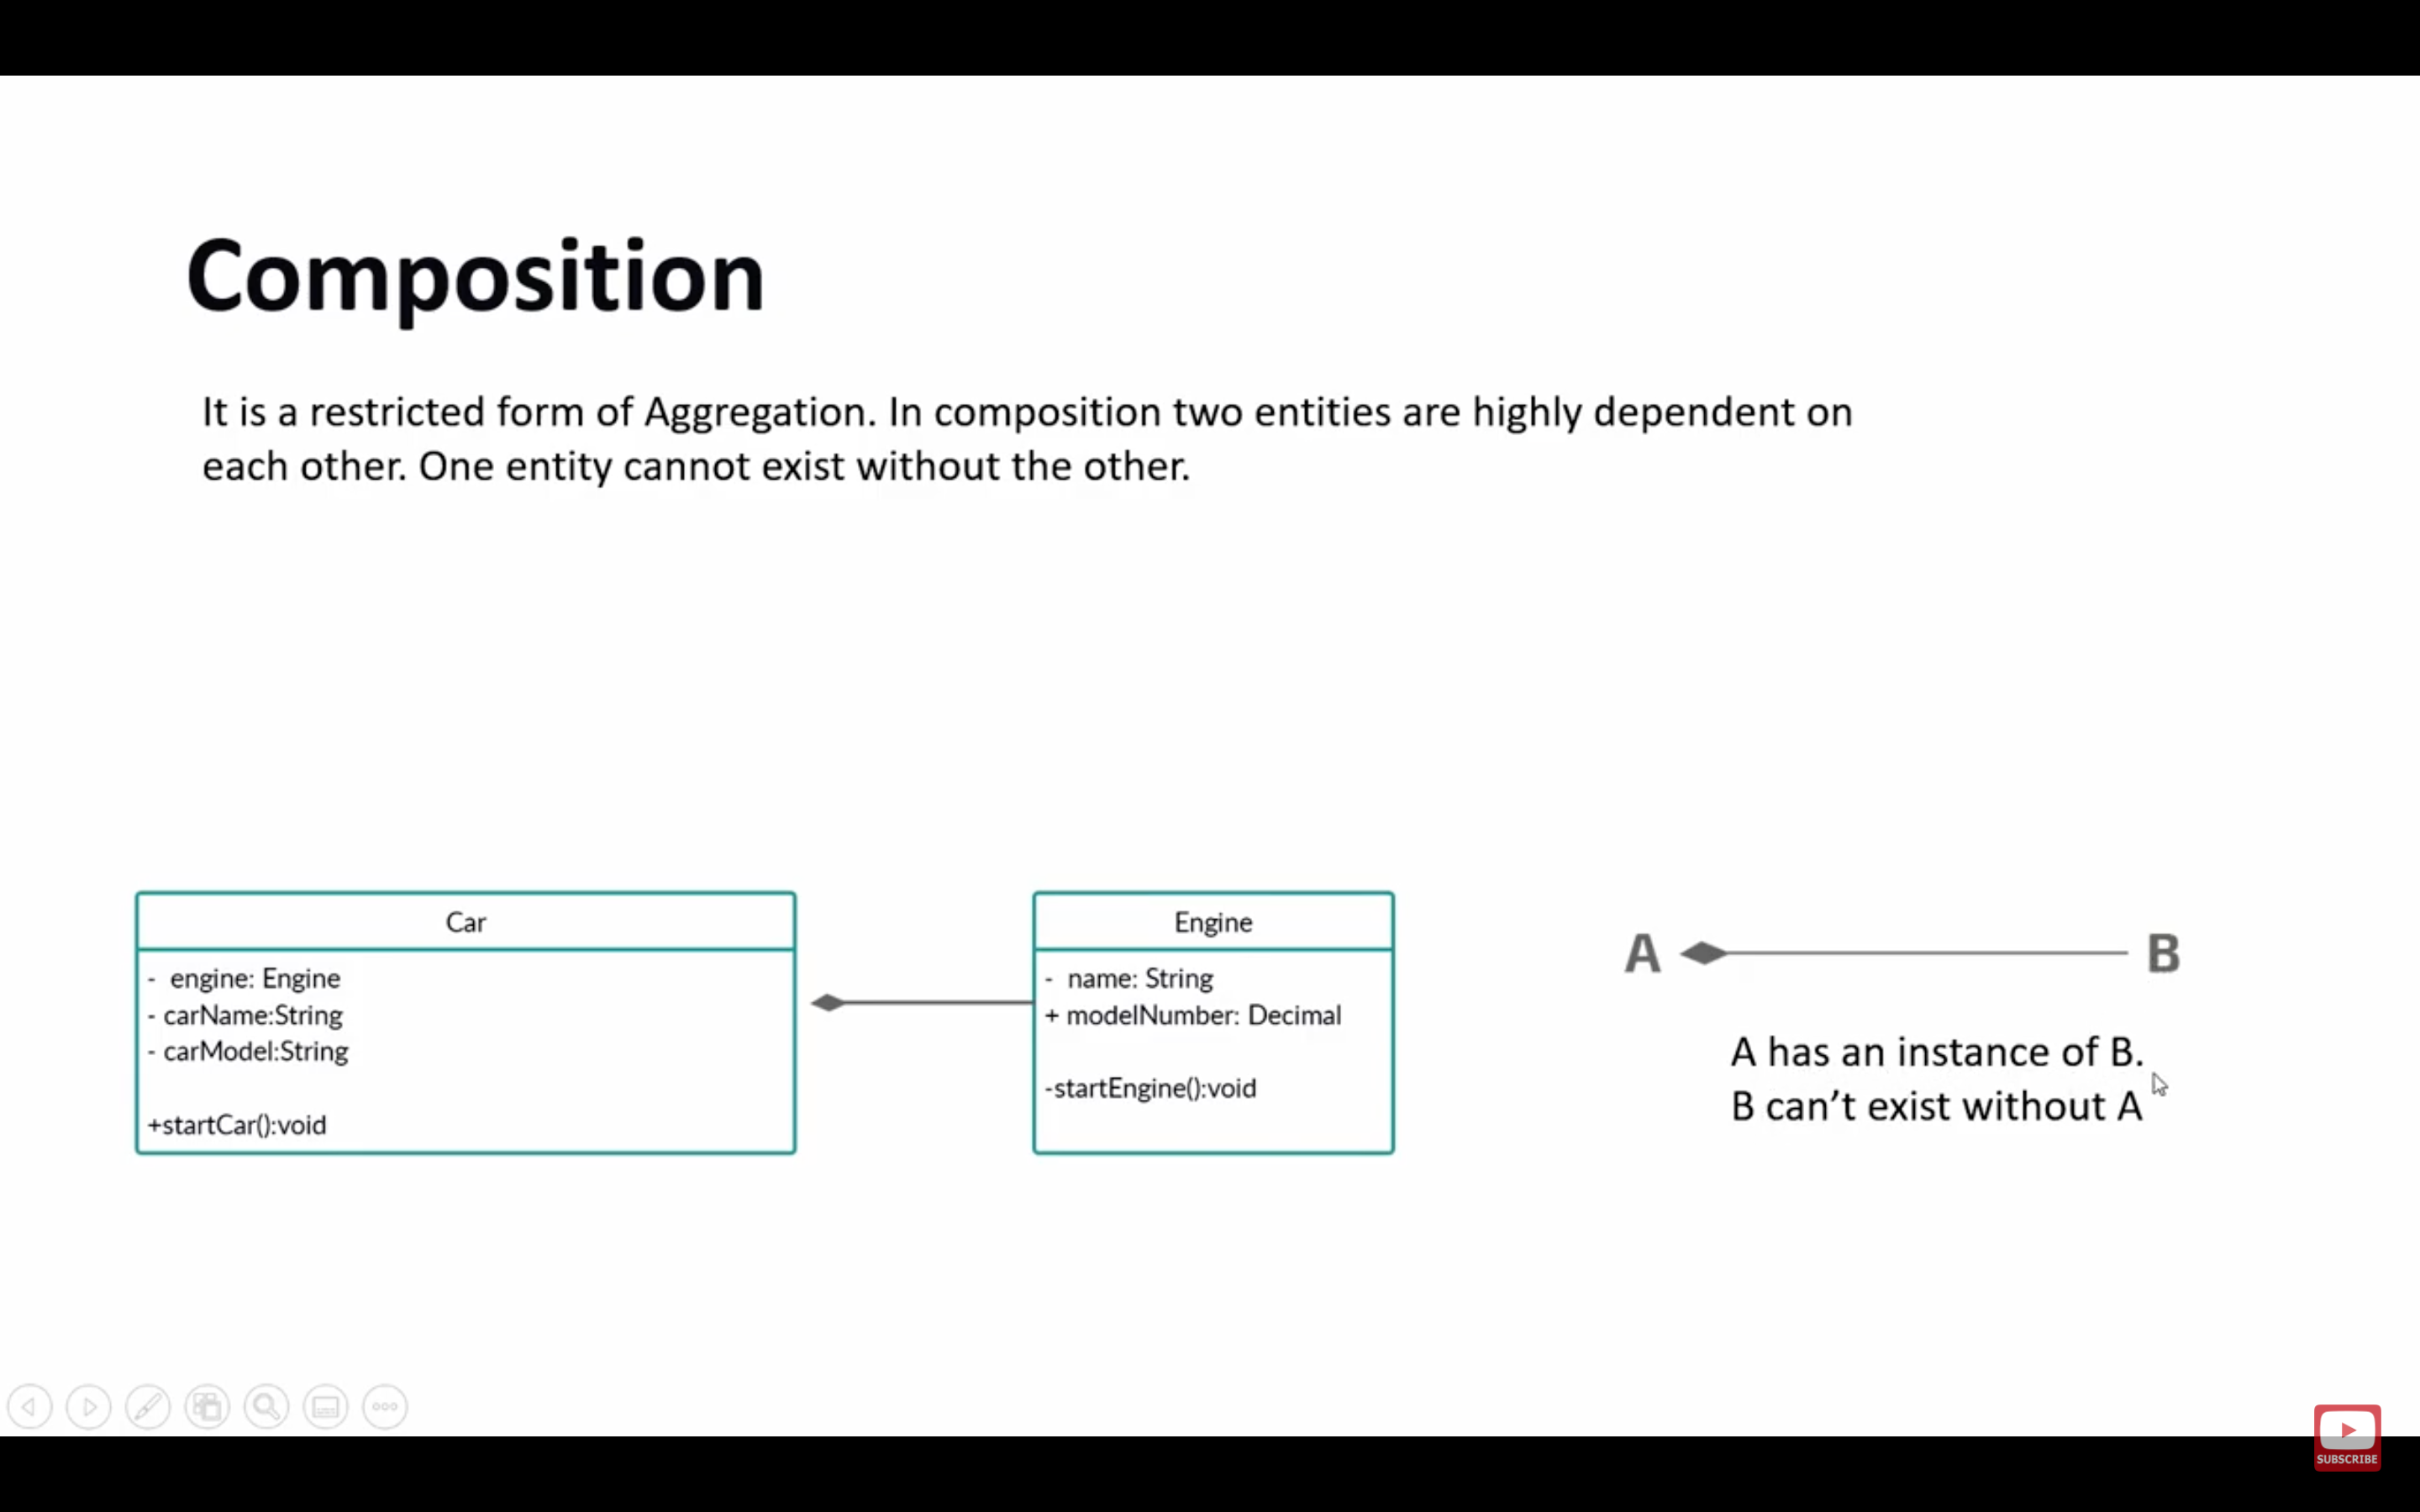 Composition
It is a restricted form of Aggregation. In composition two entities are highly dependent on
each other. One entity cannot exist without the other.
Car
- engine: Engine
- carName:String
- carModel:String
+startCar():void
Engine
- name: String
+ modelNumber: Decimal
-startEngine():void
A
B
A has an instance of B.
B can’t exist without A
SUBSCRIBE